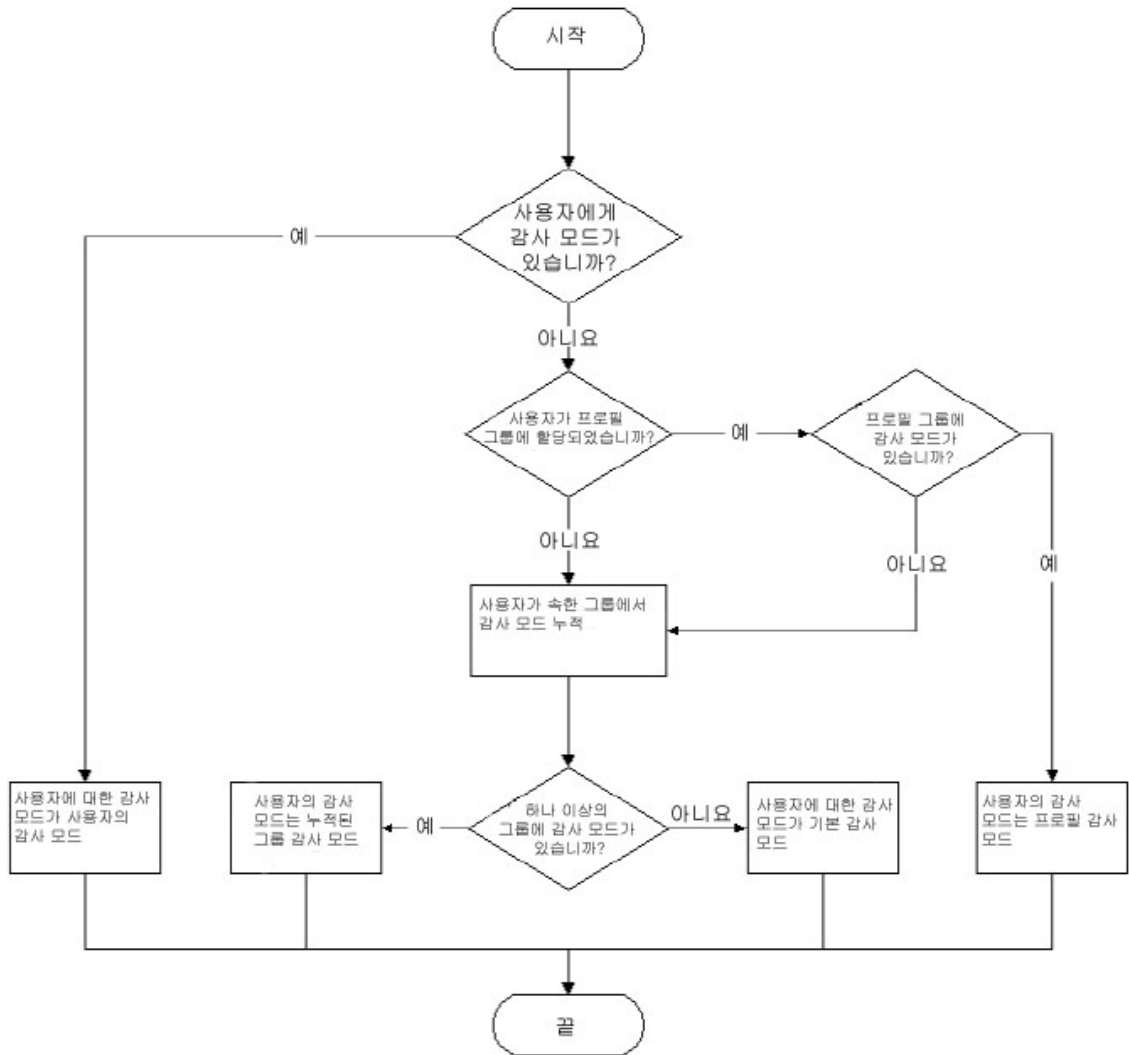 시작
사용자에게
감사 모드가
있습니까?
예
아니요
사용자가 프로필
그룹에 할당되었습니까?
예
프로필 그룹에
감사 모드가
있습니까?
아니요
아니요
예
사용자가 속한 그룹에서
감사 모드 누적
사용자에 대한 감사
모드가 사용자의
감사 모드
사용자의 감사
모드는 누적된
그룹 감사 모드
예
하나 이상의
그룹에 감사 모드가
있습니까?
아니요
사용자에 대한 감사
모드가 기본 감사
모드
사용자의 감사
모드는 프로필 감사
모드
끝